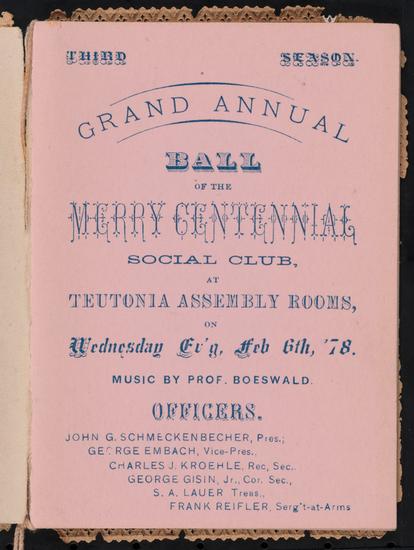 THIRD SEASON.
GRAND ANNUAL
BALL
OF THE
MERRY CENTENNIAL
SOCIAL CLUB,
AT
TEUTONIA ASSEMBLY ROOMS,
ON
Wednesday Ev'g, Feb 6th, '78.
MUSIC BY PROF. BOESWALD.
OFFICERS.
JOHN G. SCHMECKENBECHER, Pres.;
GEORGE EMBACH, Vice-Pres.,
CHARLES J. KROEHLE, Rec, Sec.
GEORGE GISIN, Jr., Cor. Sec.,
S. A. LAUER Treas.,
FRANK REIFLER, Serg't-at-Arms